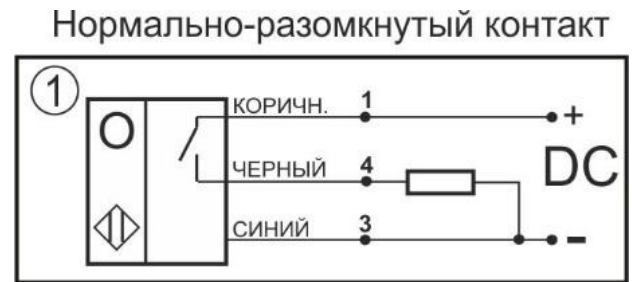 Нормально-разомкнутый контакт
1
О
КОРИЧН. 1 +
ЧЕРНЫЙ 4 DC
СИНИЙ 3 -